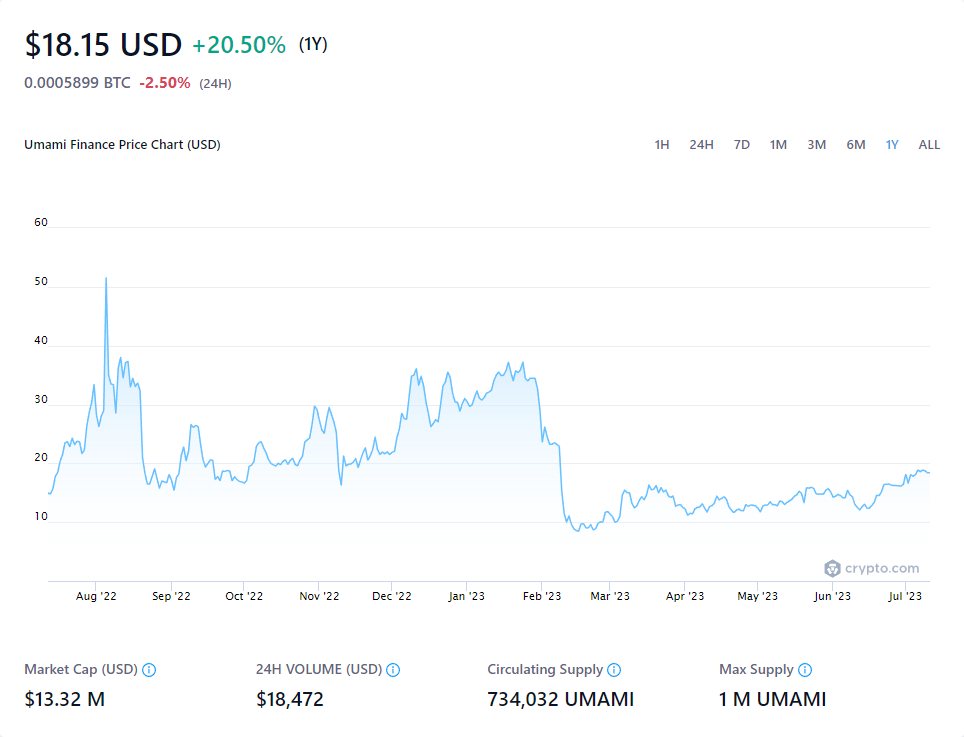 $18.15 USD +20.50% (1Y)
0.0005899 BTC -2.50% (24H)
Umami Finance Price Chart (USD) 1H 24H 7D 1M 3M 6M 1Y ALL
60
50
40
30
20
10
crypto.com
Aug '22 Sep '22 Oct '22 Nov '22 Dec '22 Jan '23 Feb '23 Mar '23 Apr '23 May '23 Jun '23 Jul '23
Market Cap (USD) 24H VOLUME (USD) Circulating Supply Max Supply
$13.32 M $18,472 734,032 UMAMI 1 M UMAMI